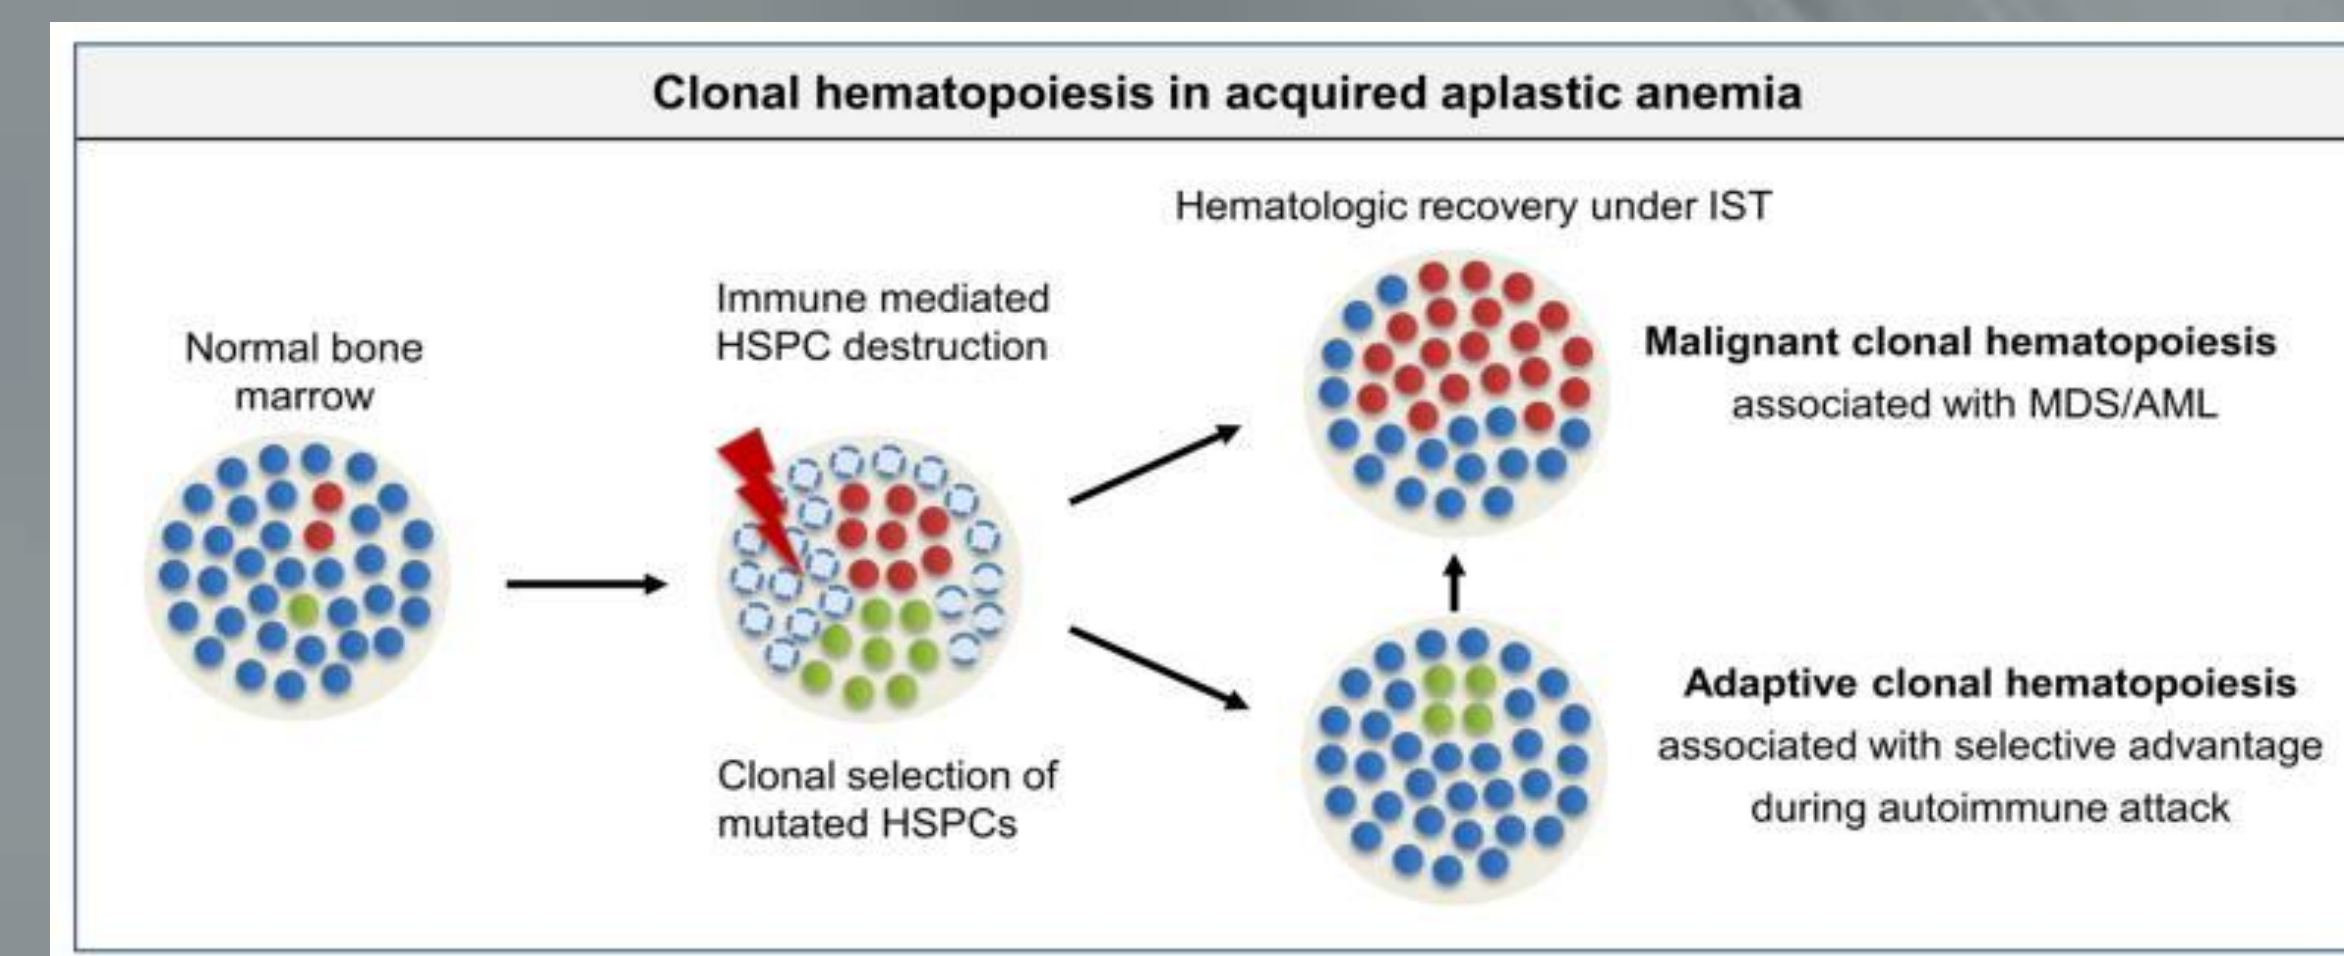 Clonal hematopoiesis in acquired aplastic anemia
Normal bone
marrow
Immune mediated
HSPC destruction
Clonal selection of
mutated HSPCs
Hematologic recovery under IST
Malignant clonal hematopoiesis
associated with MDS/AML
Adaptive clonal hematopoiesis
associated with selective advantage
during autoimmune attack